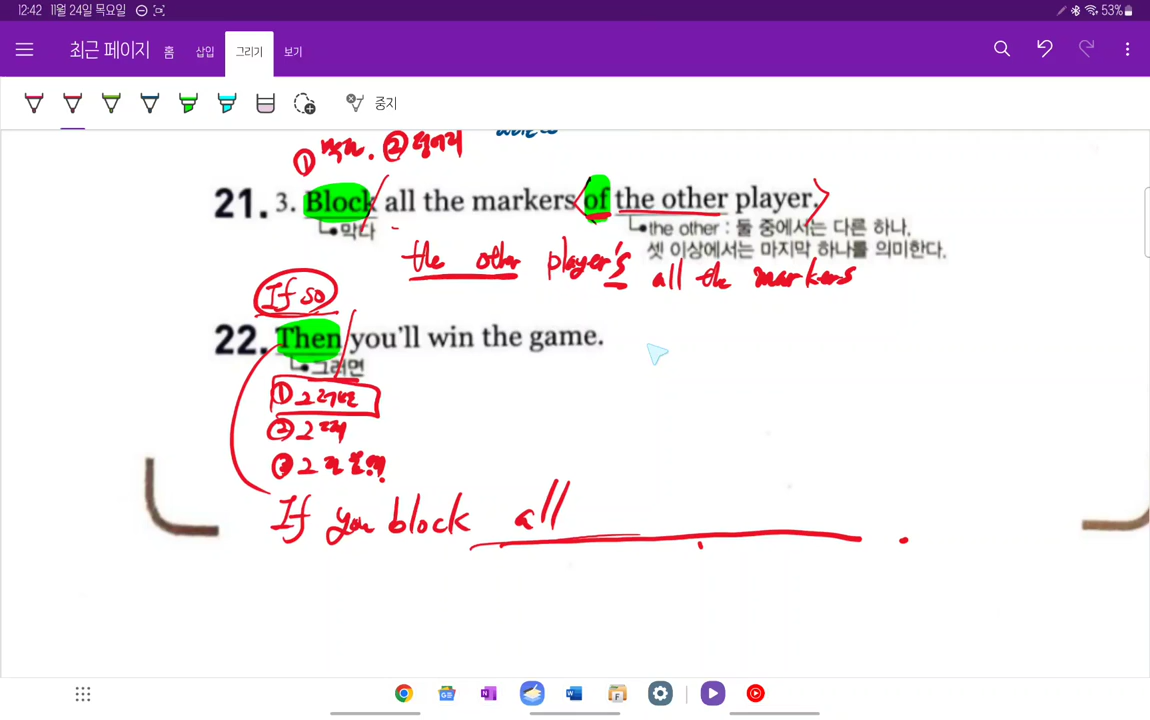 12:42 11월 24일 목요일 53%
최근 페이지 홈 삽입 그리기 보기
중지
① 막다. ② 덩어리
21. 3. Block all the markers of the other player.
막다
the other : 둘 중에서는 다른 하나,
셋 이상에서는 마지막 하나를 의미한다.
the other player's all the markers
If so
22. Then you'll win the game.
그러면
① 그러면
② 그때
③ 그
If you block all